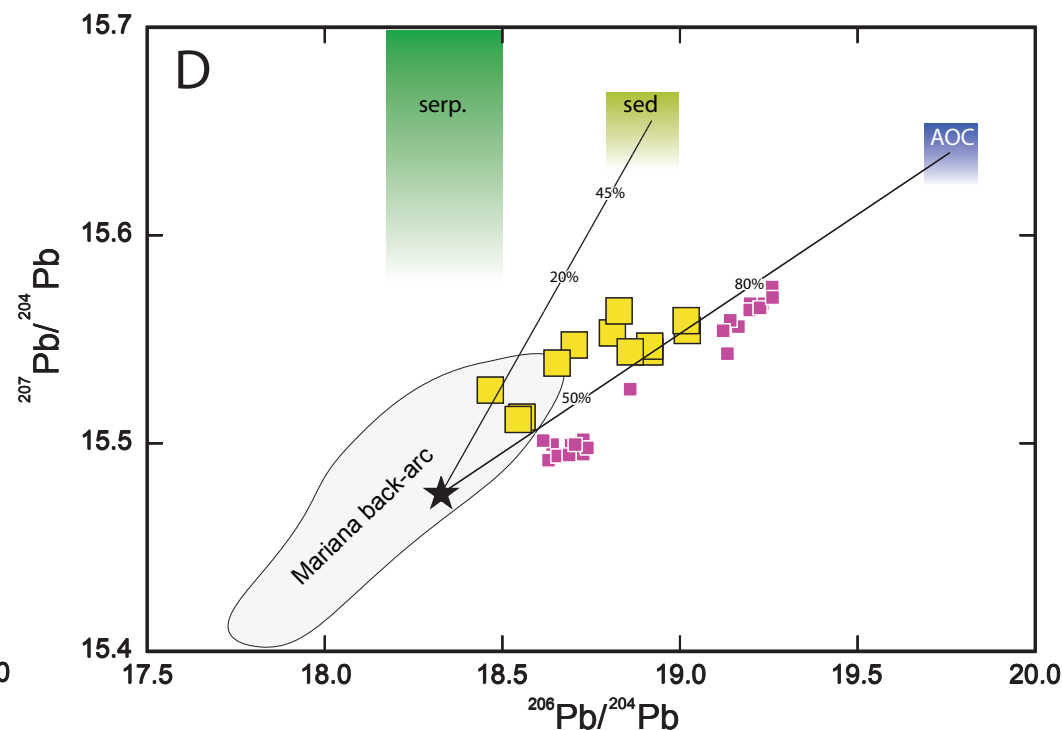 15.7
D
serp.
sed
AOC
45%
15.6
20%
80%
50%
15.5
Mariana back-arc
15.4
0
17.5 18.0 18.5 19.0 19.5 20.0
207Pb/204Pb
206Pb/204Pb